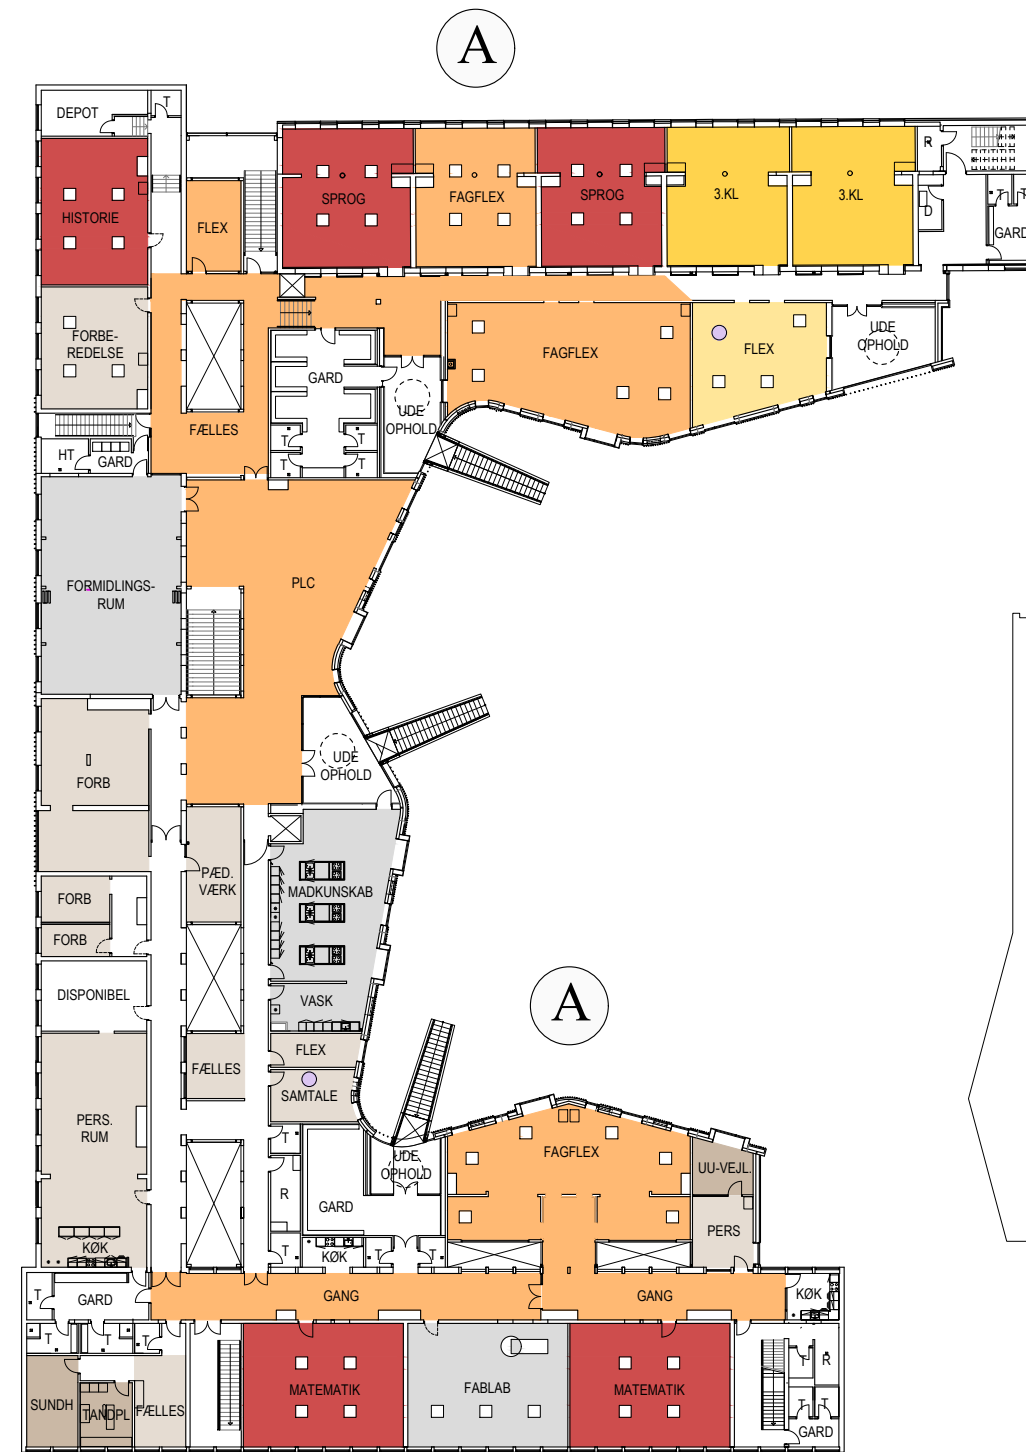 A
DEPOT
T
HISTORIE
FLEX
SPROG
FAGFLEX
SPROG
3.KL
3.KL
R
D
T
T
GARD
FORBE-
REDELSE
FÆLLES
GARD
T
T
T
T
UDE
OPHOLD
FAGFLEX
FLEX
UDE
OPHOLD
HT
GARD
FORMIDLINGS-
RUM
PLC
FORB
UDE
OPHOLD
PÆD.
VÆRK
MADKUNSKAB
FORB
FORB
DISPONIBEL
VASK
A
FLEX
FÆLLES
SAMTALE
PERS.
RUM
T
UDE
OPHOLD
FAGFLEX
UU-VEJL.
R
GARD
PERS
KØK
T
KØK
T
T
T
GARD
GANG
GANG
KØK
T
T
T
SUNDH
TANDPL
FÆLLES
MATEMATIK
FABLAB
MATEMATIK
T
R
T
T
GARD